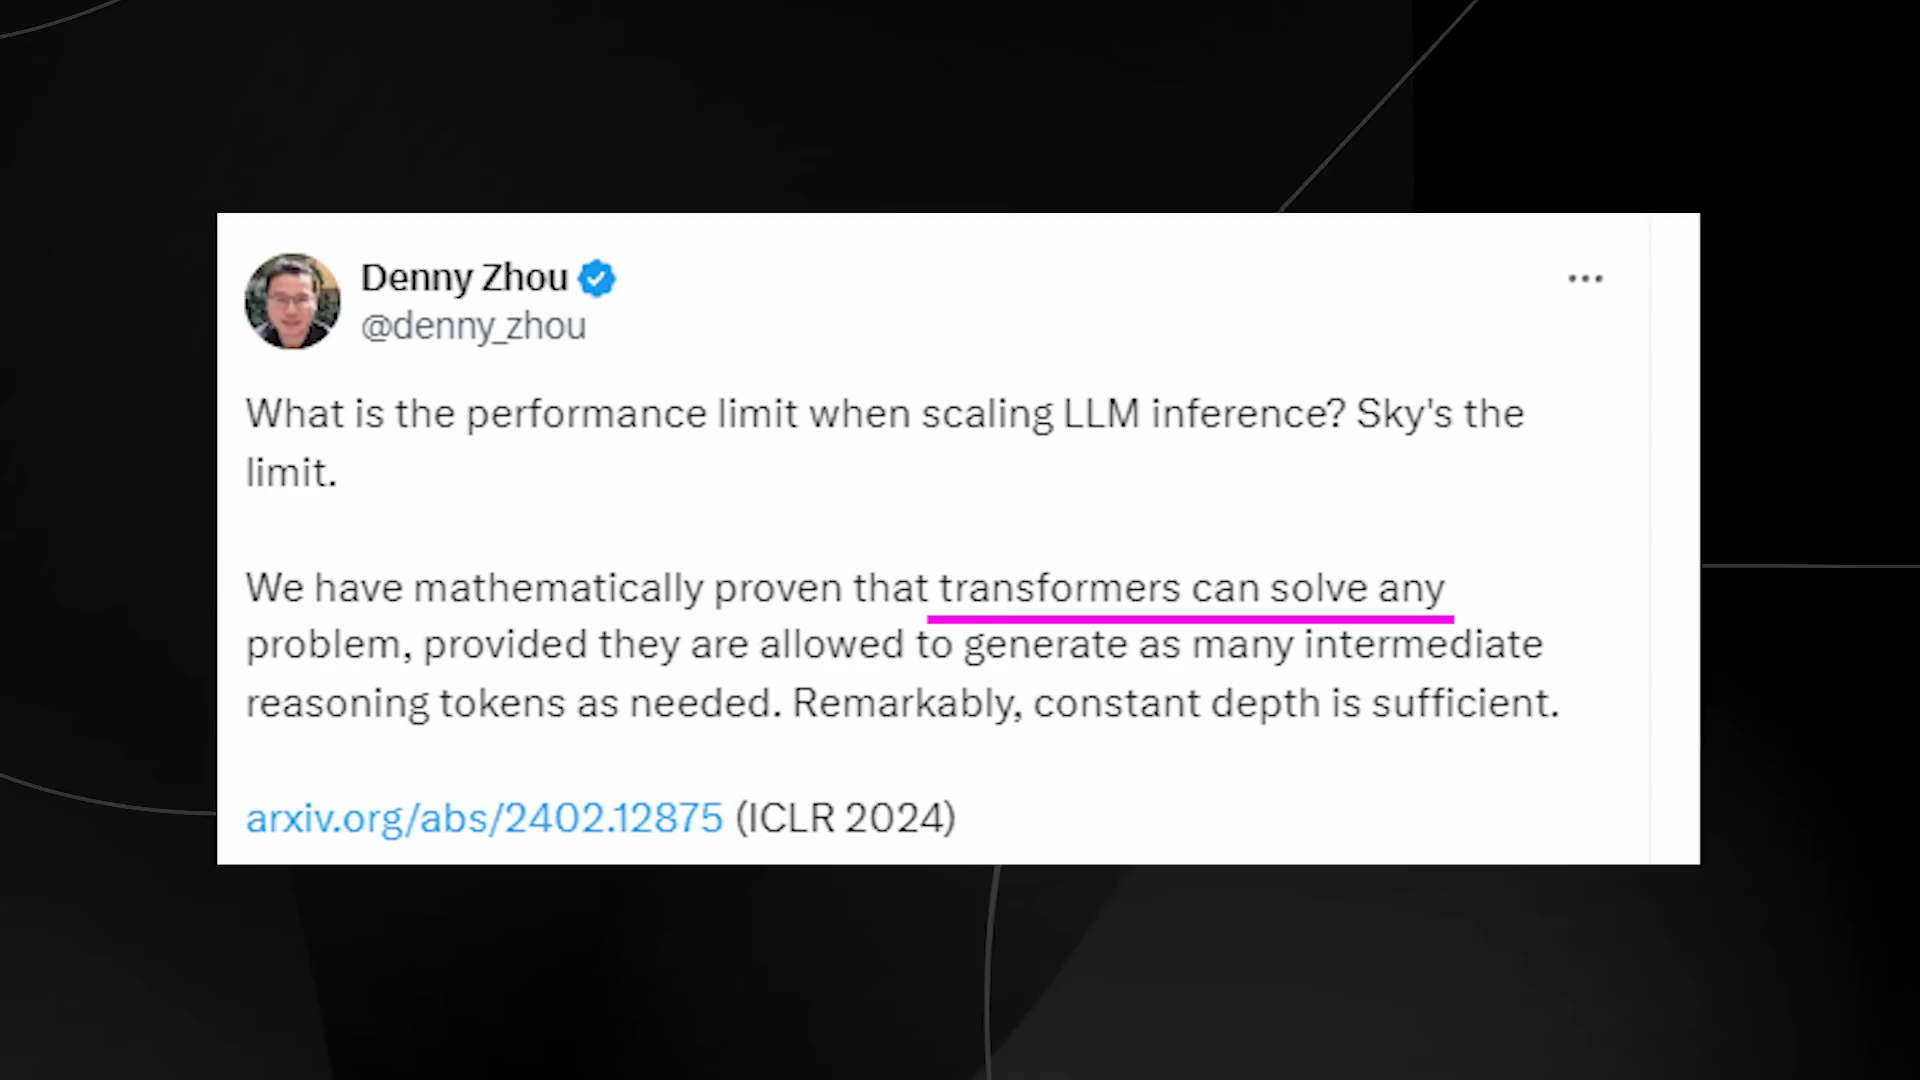 Denny Zhou
@denny_zhou
What is the performance limit when scaling LLM inference? Sky's the
limit.
We have mathematically proven that transformers can solve any
problem, provided they are allowed to generate as many intermediate
reasoning tokens as needed. Remarkably, constant depth is sufficient.
arxiv.org/abs/2402.12875 (ICLR 2024)